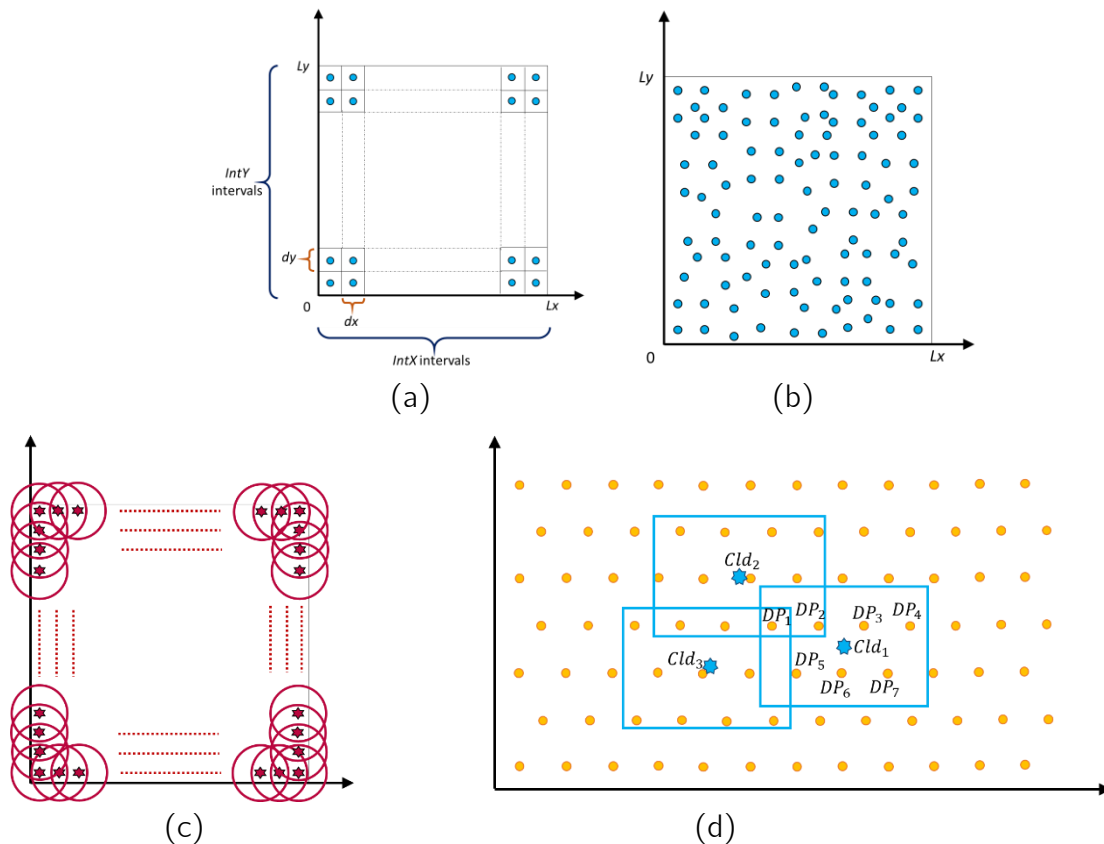 Ly
IntY
intervals
dy
0
dx
Lx
IntX intervals
(a)
Ly
0
Lx
(b)
(c)
Cld₂
DP₁ DP₂ DP₃ DP₄
Cld₁
Cld₃ DP₅
DP₆ DP₇
(d)